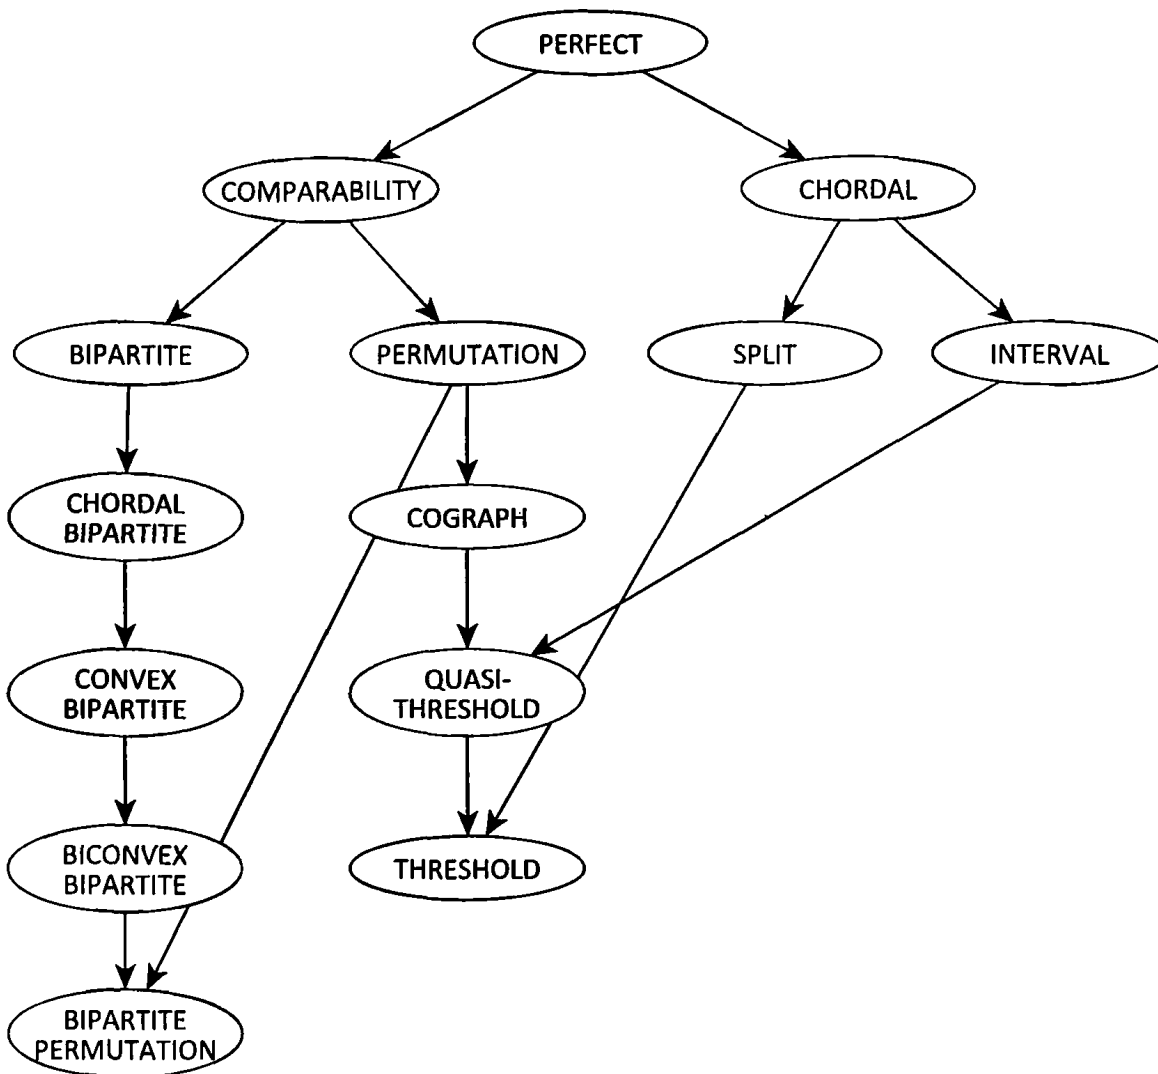 PERFECT
COMPARABILITY
CHORDAL
BIPARTITE
PERMUTATION
SPLIT
INTERVAL
CHORDAL
BIPARTITE
COGRAPH
CONVEX
BIPARTITE
QUASI-
THRESHOLD
BICONVEX
BIPARTITE
THRESHOLD
BIPARTITE
PERMUTATION